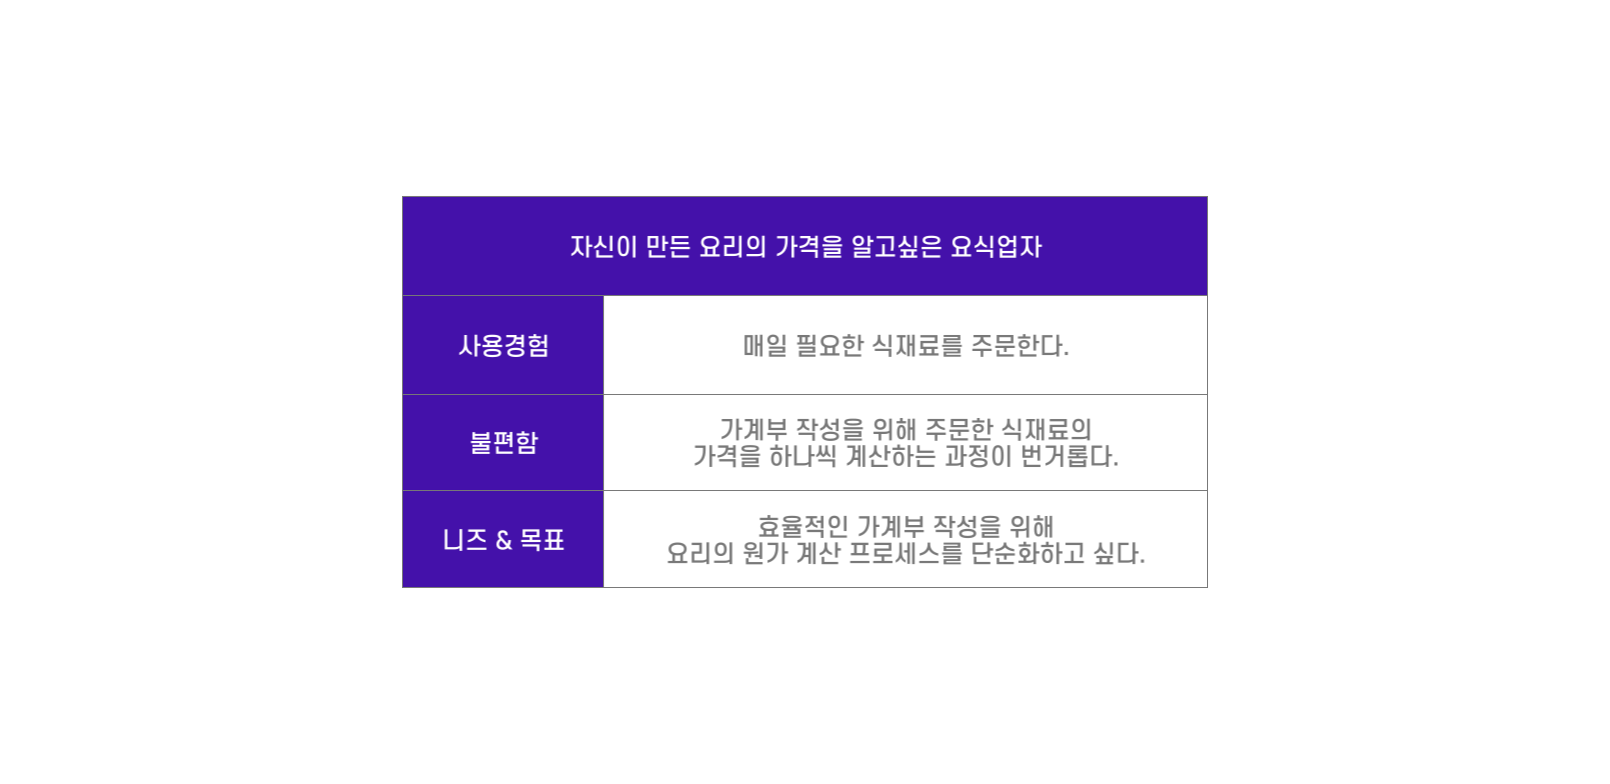 자신이 만든 요리의 가격을 알고싶은 요식업자
사용경험
매일 필요한 식재료를 주문한다.
불편함
가계부 작성을 위해 주문한 식재료의
가격을 하나씩 계산하는 과정이 번거롭다.
니즈 & 목표
효율적인 가계부 작성을 위해
요리의 원가 계산 프로세스를 단순화하고 싶다.